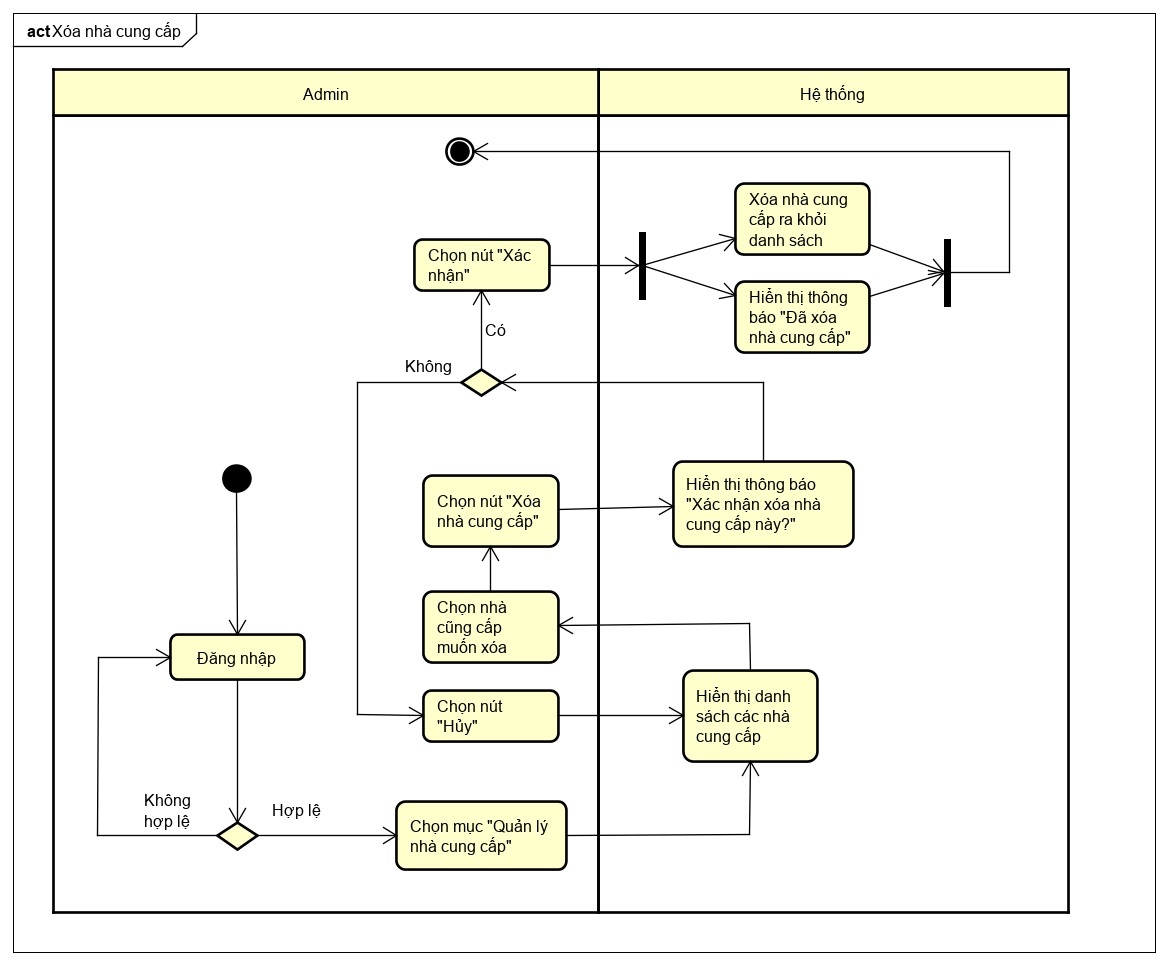 act Xóa nhà cung cấp
Admin
Hệ thống
Xóa nhà cung
cấp ra khỏi
danh sách
Chọn nút "Xác
nhận"
Hiển thị thông
báo "Đã xóa
nhà cung cấp"
Có
Không
Chọn nút "Xóa
nhà cung cấp"
Hiển thị thông báo
"Xác nhận xóa nhà
cung cấp này?"
Chọn nhà
cũng cấp
muốn xóa
Đăng nhập
Chọn nút
"Hủy"
Hiển thị danh
sách các nhà
cung cấp
Không
hợp lệ
Hợp lệ
Chọn mục "Quản lý
nhà cung cấp"